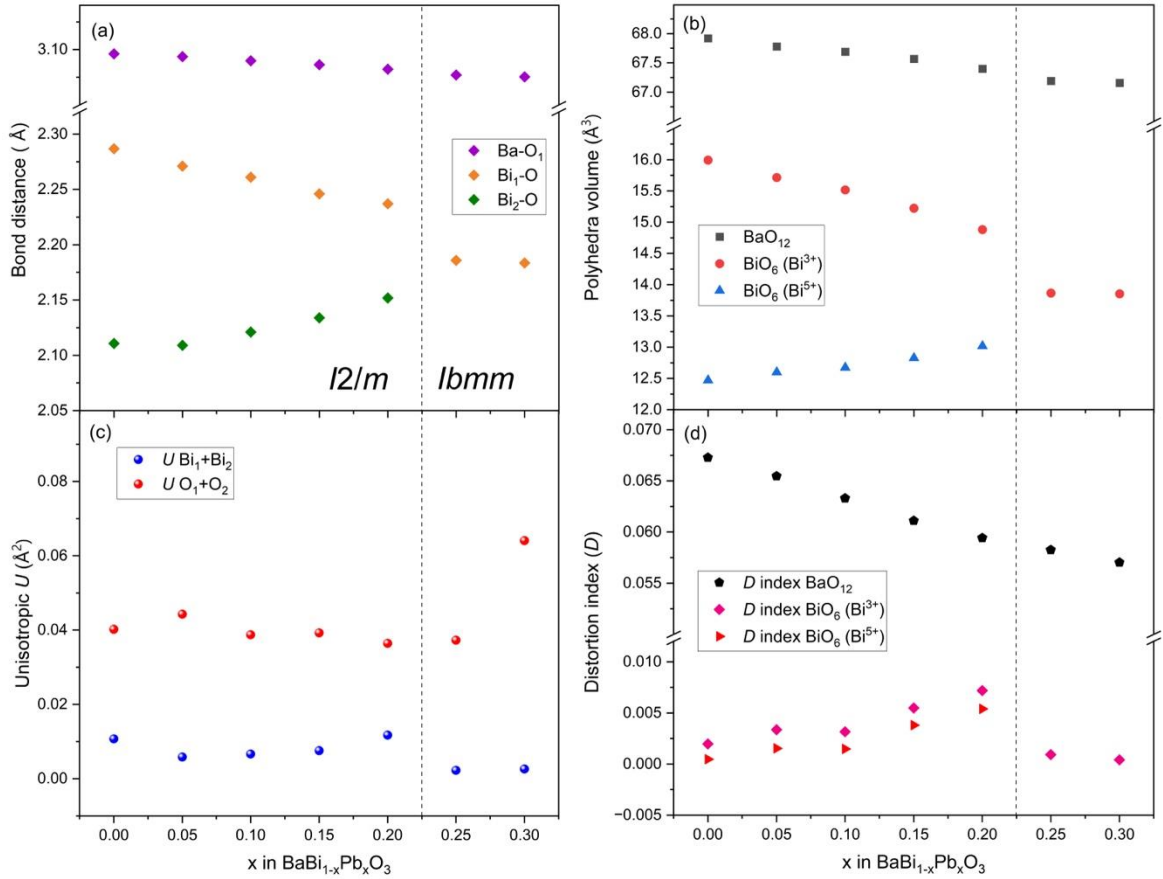 (a)
3.10
2.30
2.25
2.20
2.15
2.10
2.05
Bond distance ( Å)
Ba-O₁
Bi₁-O
Bi₂-O
I2/m
Ibmm
(b)
68.0
67.5
67.0
16.0
15.5
15.0
14.5
14.0
13.5
13.0
12.5
12.0
Polyhedra volume (Å³)
BaO₁₂
BiO₆ (Bi³⁺)
BiO₆ (Bi⁵⁺)
(c)
0.08
0.06
0.04
0.02
0.00
Unisotropic U (Å²)
U Bi₁+Bi₂
U O₁+O₂
0.00 0.05 0.10 0.15 0.20 0.25 0.30
x in BaBi₁₋ₓPbₓO₃
(d)
0.070
0.065
0.060
0.055
0.010
0.005
0.000
−0.005
Distortion index (D)
D index BaO₁₂
D index BiO₆ (Bi³⁺)
D index BiO₆ (Bi⁵⁺)
0.00 0.05 0.10 0.15 0.20 0.25 0.30
x in BaBi₁₋ₓPbₓO₃